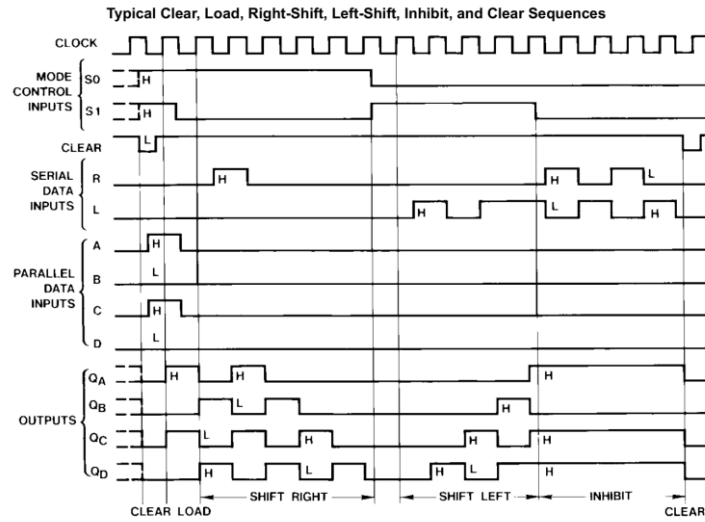 Typical Clear, Load, Right-Shift, Left-Shift, Inhibit, and Clear Sequences
CLOCK
MODE CONTROL INPUTS
S0 H
S1 H
CLEAR L
SERIAL DATA INPUTS
R H H L
L H L H
PARALLEL DATA INPUTS
A H
B L
C H
D L
OUTPUTS
QA H H H
QB L H
QC L H H H
QD H L H L H
SHIFT RIGHT SHIFT LEFT INHIBIT
CLEAR LOAD CLEAR